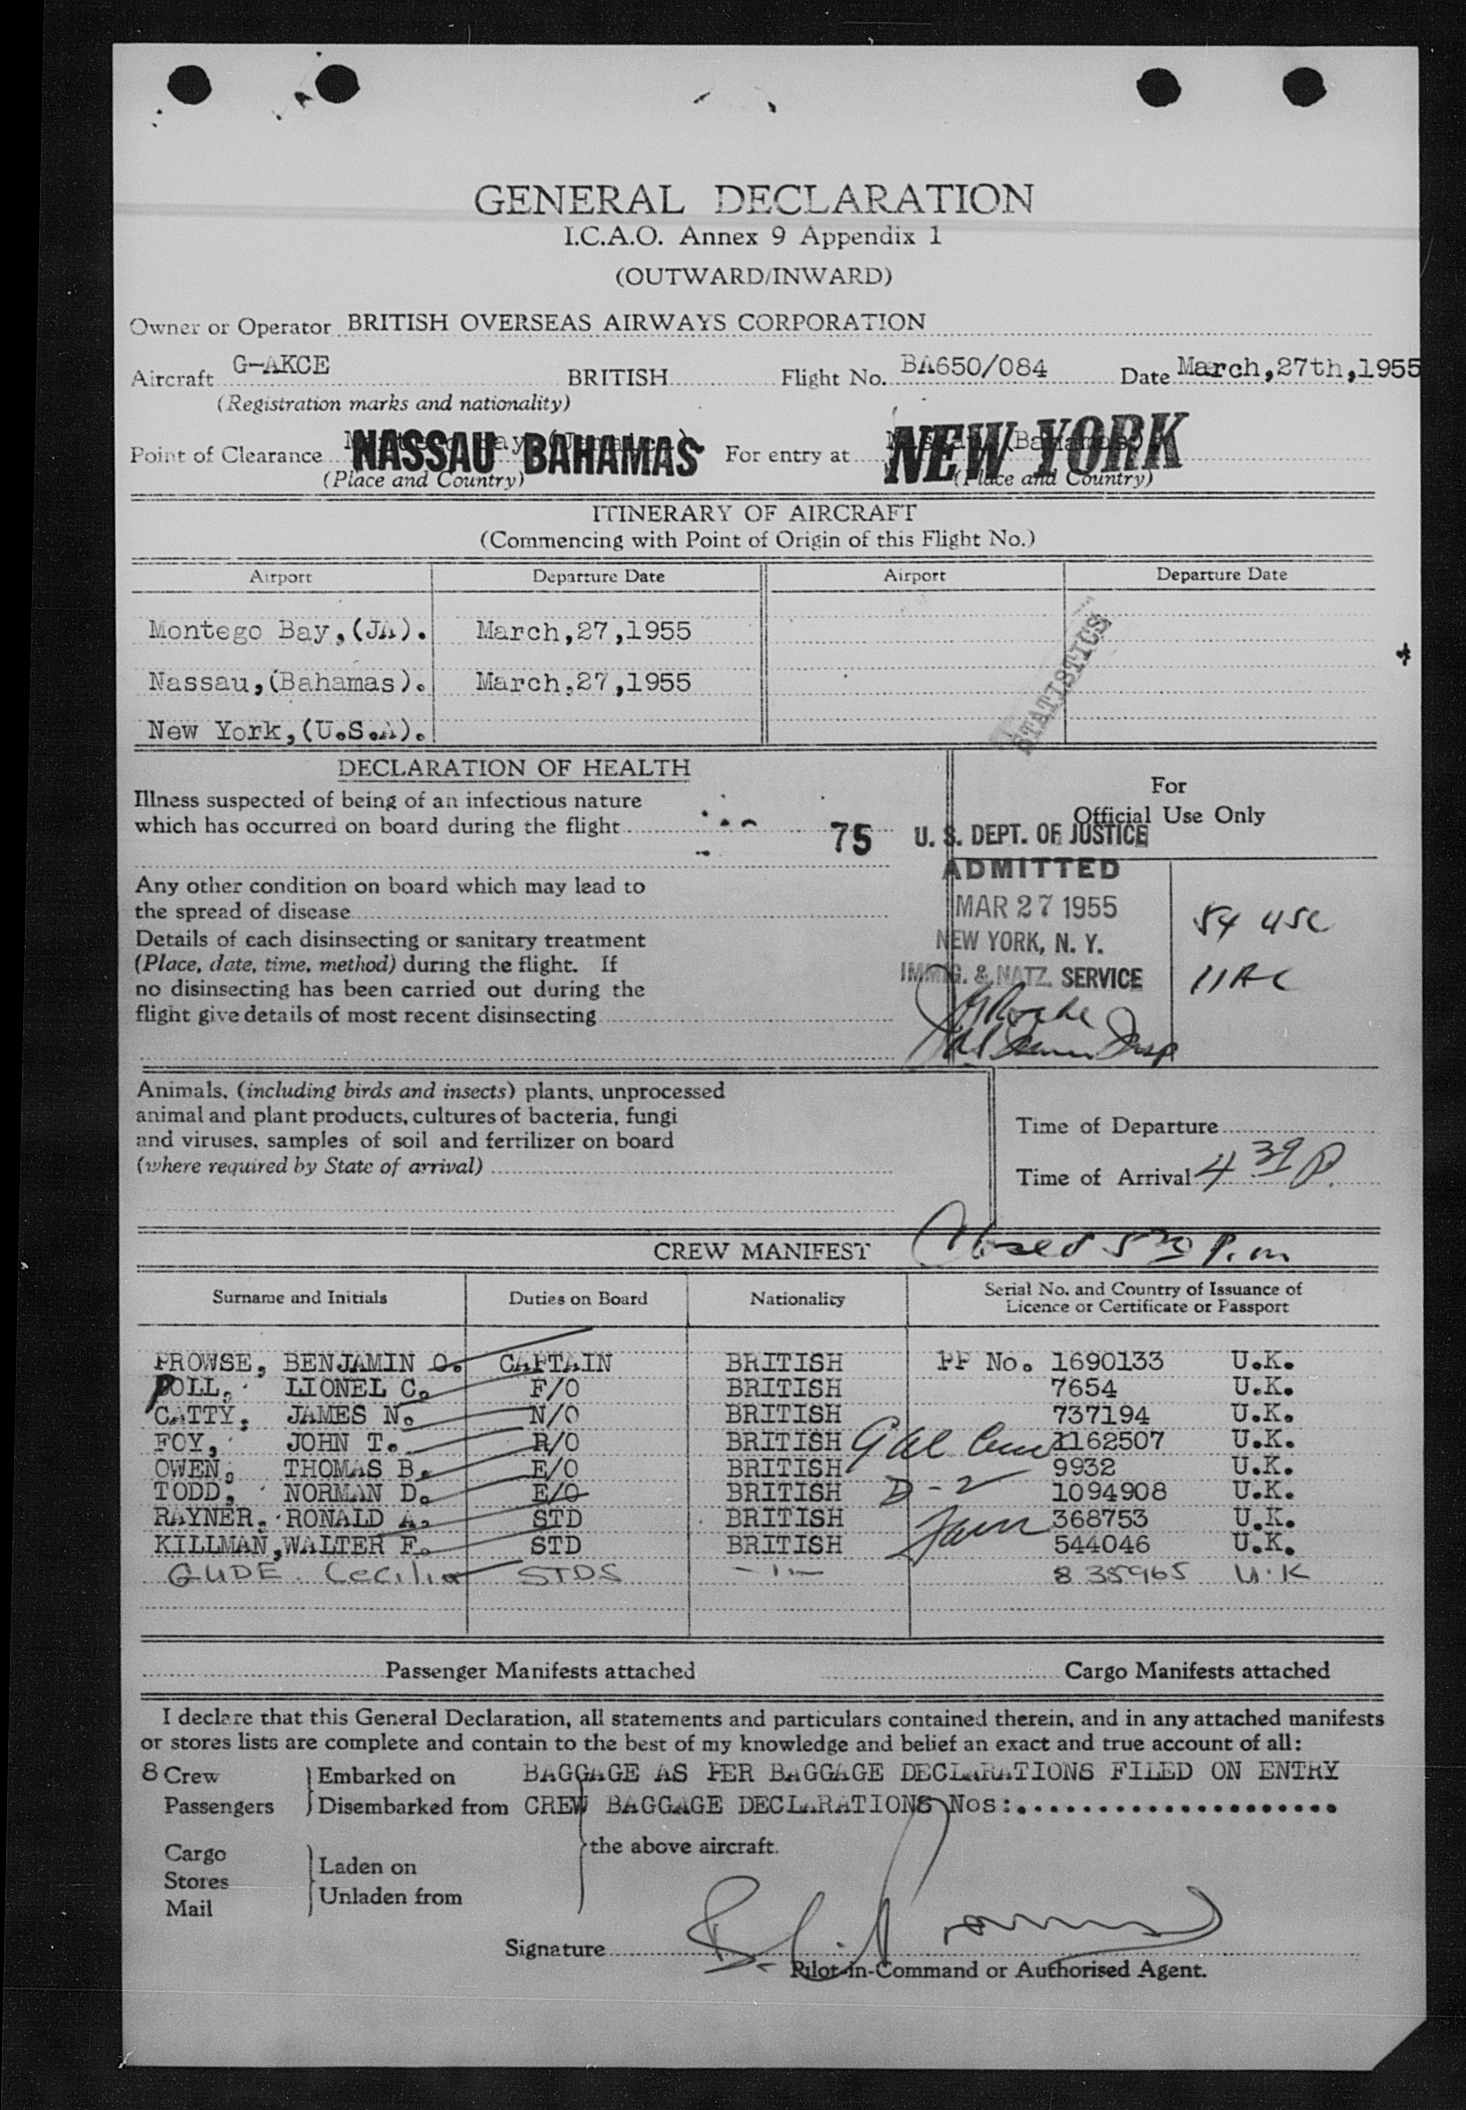 GENERAL DECLARATION
I.C.A.O. Annex 9 Appendix 1
(OUTWARD/INWARD)
Owner or Operator BRITISH OVERSEAS AIRWAYS CORPORATION
Aircraft G-AKCE BRITISH Flight No. BA650/084 Date March,27th,1955
(Registration marks and nationality)
Point of Clearance NASSAU BAHAMAS For entry at NEW YORK
(Place and Country) (Place and Country)
ITINERARY OF AIRCRAFT
(Commencing with Point of Origin of this Flight No.)
Airport Departure Date Airport Departure Date
Montego Bay,(JA). March,27,1955
Nassau,(Bahamas). March,27,1955
New York,(U.S.A).
STATISTICS
DECLARATION OF HEALTH
Illness suspected of being of an infectious nature
which has occurred on board during the flight
75
For
Official Use Only
U. S. DEPT. OF JUSTICE
ADMITTED
MAR 27 1955
NEW YORK, N. Y.
IMMIG. & NATZ. SERVICE
54 USC
11 AC
Any other condition on board which may lead to
the spread of disease
Details of each disinsecting or sanitary treatment
(Place, date, time, method) during the flight. If
no disinsecting has been carried out during the
flight give details of most recent disinsecting
Animals, (including birds and insects) plants, unprocessed
animal and plant products, cultures of bacteria, fungi
and viruses, samples of soil and fertilizer on board
(where required by State of arrival)
Time of Departure
Time of Arrival 4 39 P.
CREW MANIFEST Closed 5 30 P.m
Surname and Initials Duties on Board Nationality Serial No. and Country of Issuance of
Licence or Certificate or Passport
PROWSE, BENJAMIN O. CAPTAIN BRITISH PP No. 1690133 U.K.
POLL, LIONEL C. F/O BRITISH 7654 U.K.
CATTY, JAMES N. N/O BRITISH 737194 U.K.
FOY, JOHN T. R/O BRITISH 1162507 U.K.
OWEN, THOMAS B. E/O BRITISH 9932 U.K.
TODD, NORMAN D. E/O BRITISH D-2 1094908 U.K.
RAYNER, RONALD A. STD BRITISH 368753 U.K.
KILLMAN,WALTER F. STD BRITISH 544046 U.K.
GUDE. Cecilia STDS -"- 835965 U.K
Passenger Manifests attached Cargo Manifests attached
I declare that this General Declaration, all statements and particulars contained therein, and in any attached manifests
or stores lists are complete and contain to the best of my knowledge and belief an exact and true account of all:
8 Crew Embarked on BAGGAGE AS PER BAGGAGE DECLARATIONS FILED ON ENTRY
Passengers Disembarked from CREW BAGGAGE DECLARATIONS Nos:.....................
the above aircraft.
Cargo
Stores
Mail
Laden on
Unladen from
Signature
Pilot-in-Command or Authorised Agent.